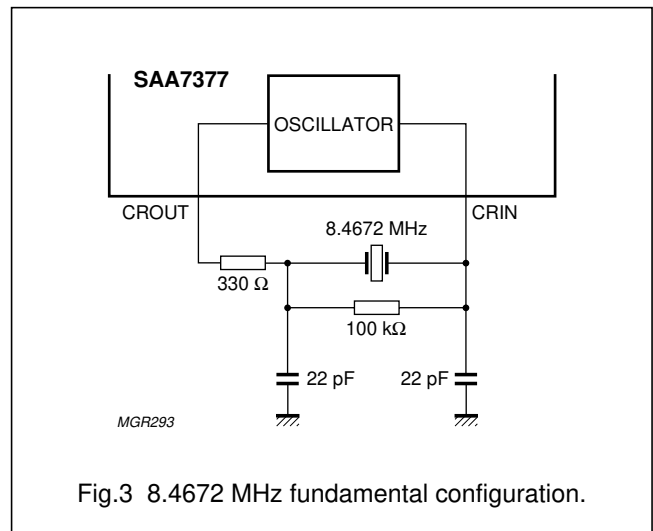 SAA7377
OSCILLATOR
CROUT
CRIN
8.4672 MHz
330 Ω
100 kΩ
22 pF
22 pF
MGR293
Fig.3 8.4672 MHz fundamental configuration.